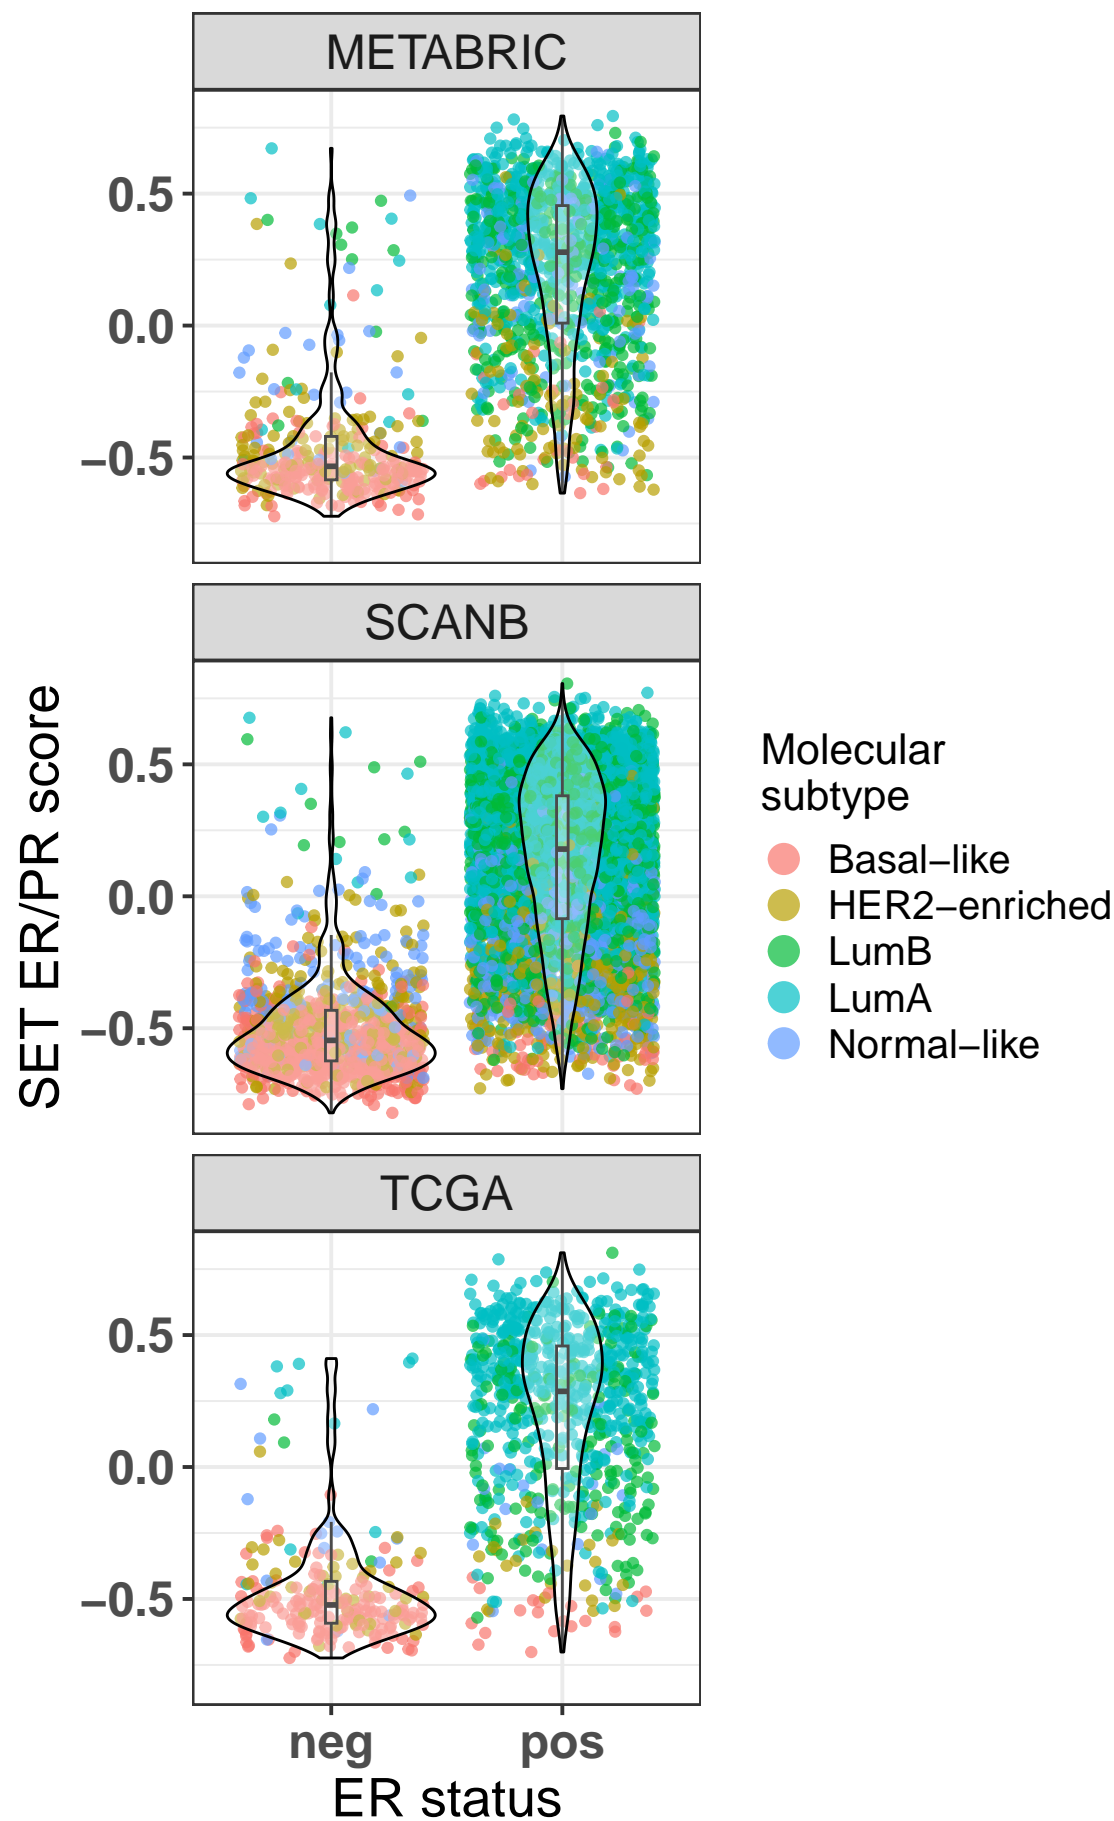 METABRIC
0.5
0.0
−0.5
SCANB
0.5
0.0
−0.5
TCGA
0.5
0.0
−0.5
neg
pos
ER status
SET ER/PR score
Molecular
subtype
Basal−like
HER2−enriched
LumB
LumA
Normal−like